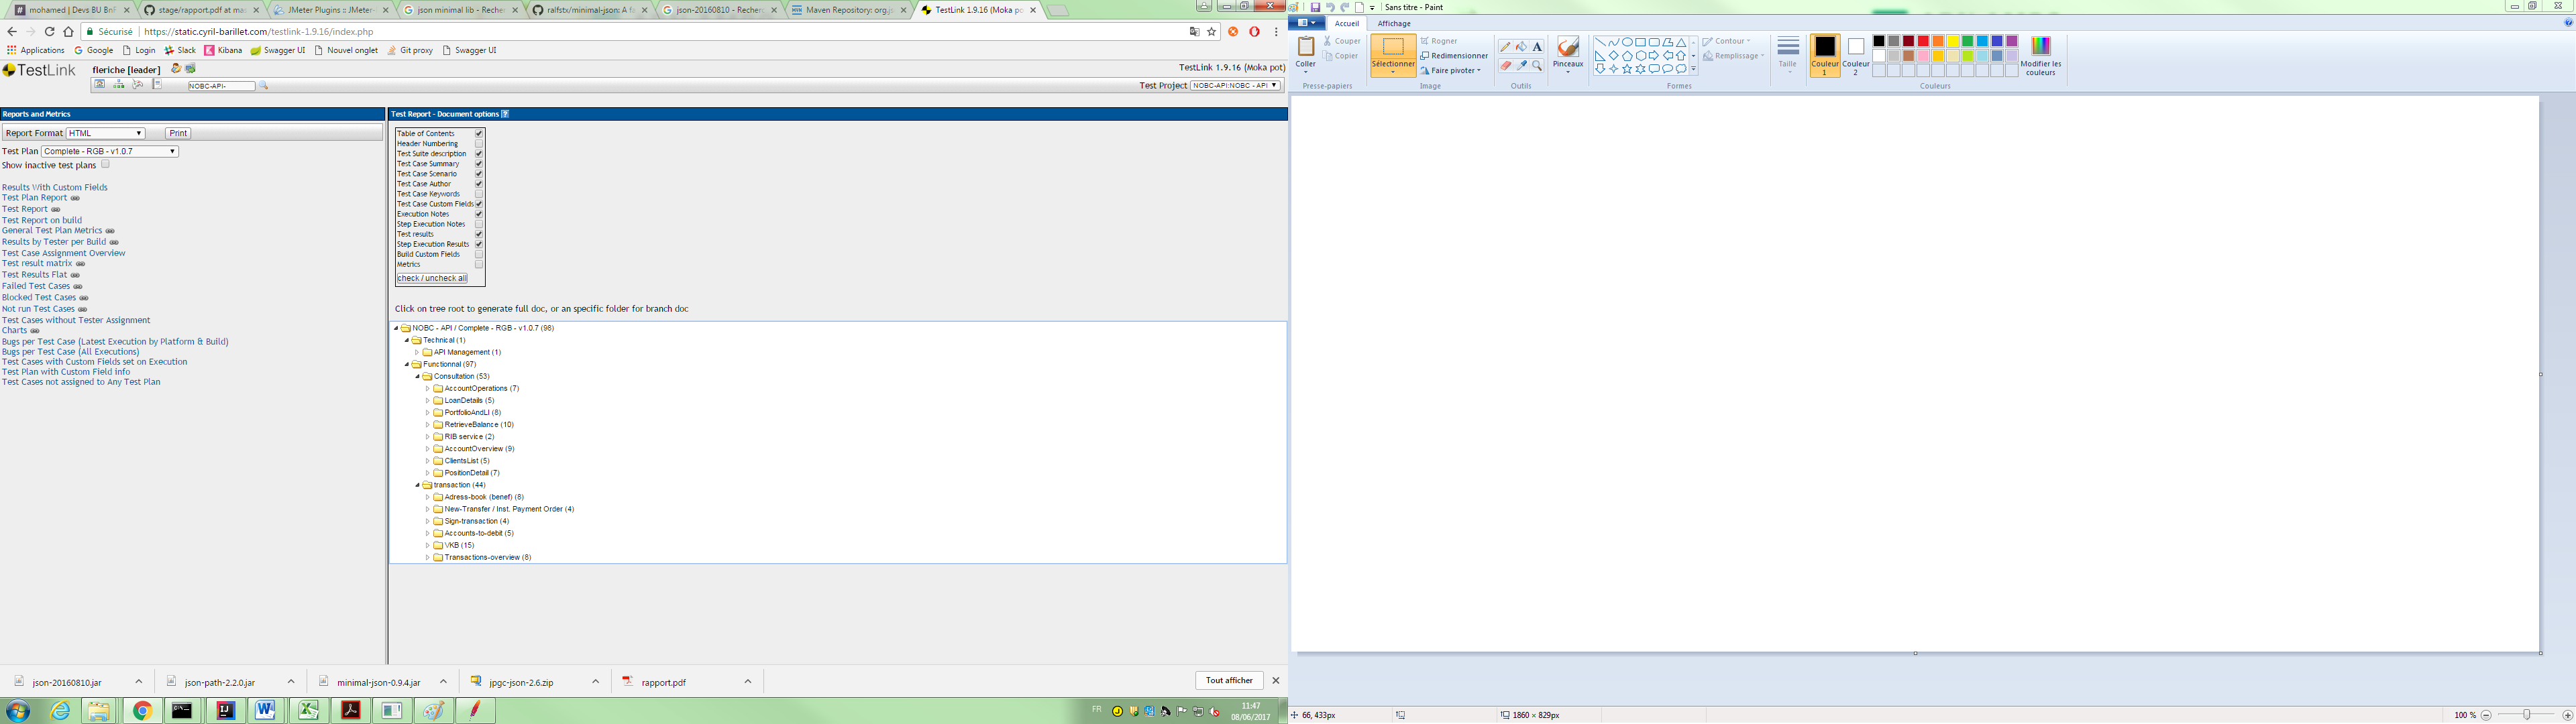 mohamed | Devs BU BnF
stage/rapport.pdf at mas
JMeter Plugins :: JMeter-
json minimal lib - Recher
ralfstx/minimal-json: A fa
json-20160810 - Recher
Maven Repository: org.js
TestLink 1.9.16 (Moka po
Sécurisé | https://static.cyril-barillet.com/testlink-1.9.16/index.php
Applications Google Login Slack Kibana Swagger UI Nouvel onglet Git proxy Swagger UI
TestLink fleriche [leader] TestLink 1.9.16 (Moka pot)
NOBC-API- Test Project NOBC-API:NOBC - API
Reports and Metrics
Report Format HTML Print
Test Plan Complete - RGB - v1.0.7
Show inactive test plans
Results With Custom Fields
Test Plan Report
Test Report
Test Report on build
General Test Plan Metrics
Results by Tester per Build
Test Case Assignment Overview
Test result matrix
Test Results Flat
Failed Test Cases
Blocked Test Cases
Not run Test Cases
Test Cases without Tester Assignment
Charts
Bugs per Test Case (Latest Execution by Platform & Build)
Bugs per Test Case (All Executions)
Test Cases with Custom Fields set on Execution
Test Plan with Custom Field info
Test Cases not assigned to Any Test Plan
Test Report - Document options ?
Table of Contents
Header Numbering
Test Suite description
Test Case Summary
Test Case Scenario
Test Case Author
Test Case Keywords
Test Case Custom Fields
Execution Notes
Step Execution Notes
Test results
Step Execution Results
Build Custom Fields
Metrics
check / uncheck all
Click on tree root to generate full doc, or an specific folder for branch doc
NOBC - API / Complete - RGB - v1.0.7 (98)
Technical (1)
API Management (1)
Functionnal (97)
Consultation (53)
AccountOperations (7)
LoanDetails (5)
PortfolioAndLI (8)
RetrieveBalance (10)
RIB service (2)
AccountOverview (9)
ClientsList (5)
PositionDetail (7)
transaction (44)
Adress-book (benef) (8)
New-Transfer / Inst. Payment Order (4)
Sign-transaction (4)
Accounts-to-debit (5)
VKB (15)
Transactions-overview (8)
json-20160810.jar
json-path-2.2.0.jar
minimal-json-0.9.4.jar
jpgc-json-2.6.zip
rapport.pdf
Tout afficher
FR
11:47
08/06/2017
Sans titre - Paint
Accueil Affichage
Coller
Couper
Copier
Presse-papiers
Sélectionner
Rogner
Redimensionner
Faire pivoter
Image
Outils
Pinceaux
Contour
Remplissage
Formes
Taille
Couleur 1
Couleur 2
Modifier les couleurs
Couleurs
66, 433px
1860 × 829px
100 %